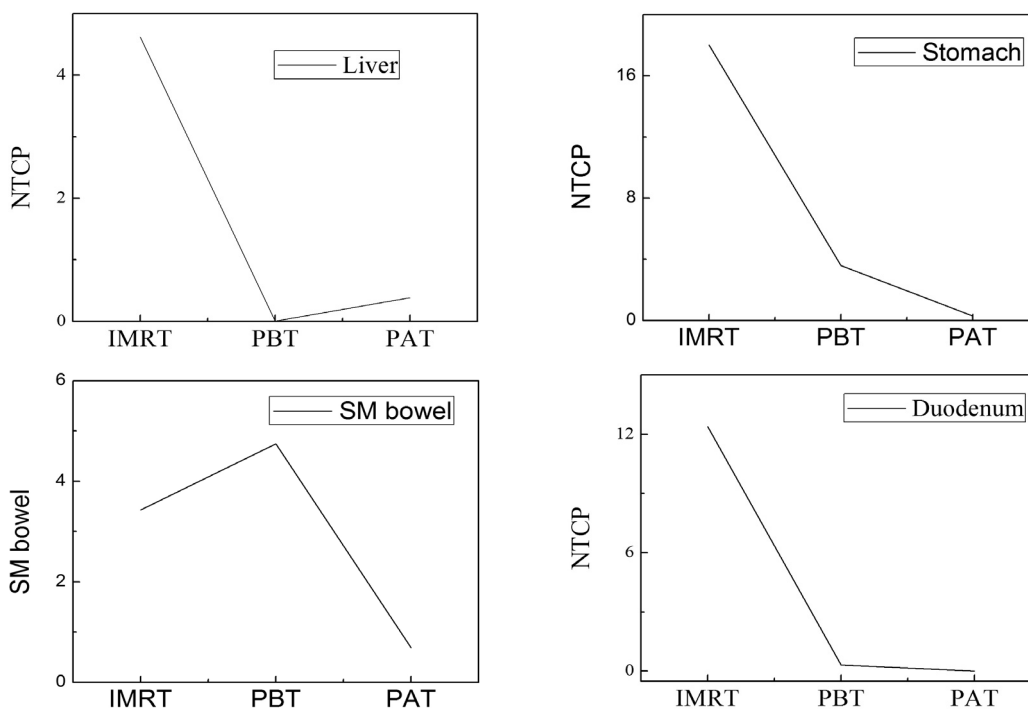 Liver
4
2
0
NTCP
IMRT PBT PAT
Stomach
16
8
0
NTCP
IMRT PBT PAT
SM bowel
6
4
2
0
SM bowel
IMRT PBT PAT
Duodenum
12
6
0
NTCP
IMRT PBT PAT